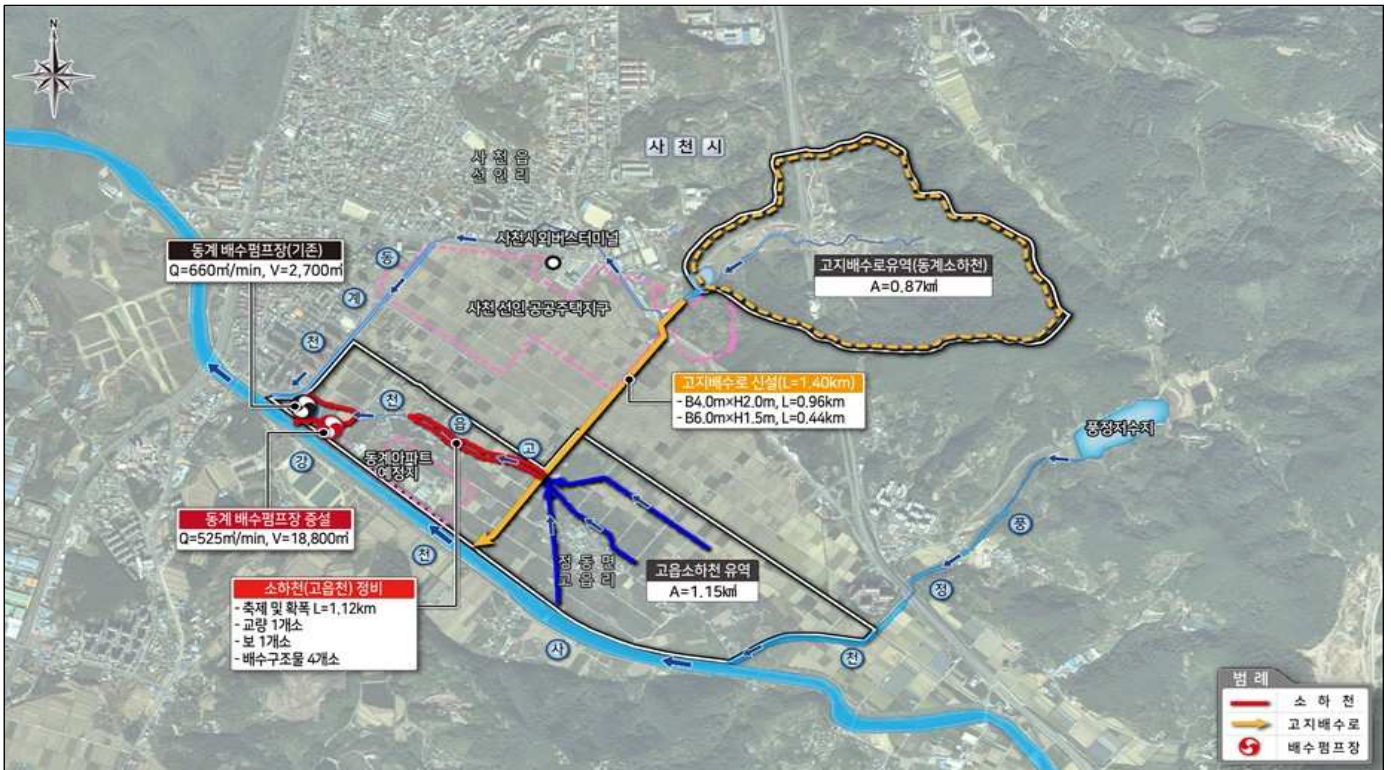 사천시
사천읍
선인리
사천시외버스터미널
동계 배수펌프장(기존)
Q=660㎥/min, V=2,700㎥
동
계
천
사천 선인 공공주택지구
고지배수로유역(동계소하천)
A=0.87㎢
고지배수로 신설(L=1.40km)
- B4.0m×H2.0m, L=0.96km
- B6.0m×H1.5m, L=0.44km
풍정저수지
천
읍
고
동계아파트
예정지
강
천
사
동계 배수펌프장 증설
Q=525㎥/min, V=18,800㎥
정동면
고읍리
고읍소하천 유역
A=1.15㎢
풍
정
천
소하천(고읍천) 정비
- 축제 및 확폭 L=1.12km
- 교량 1개소
- 보 1개소
- 배수구조물 4개소
범 례
소 하 천
고지배수로
배수펌프장